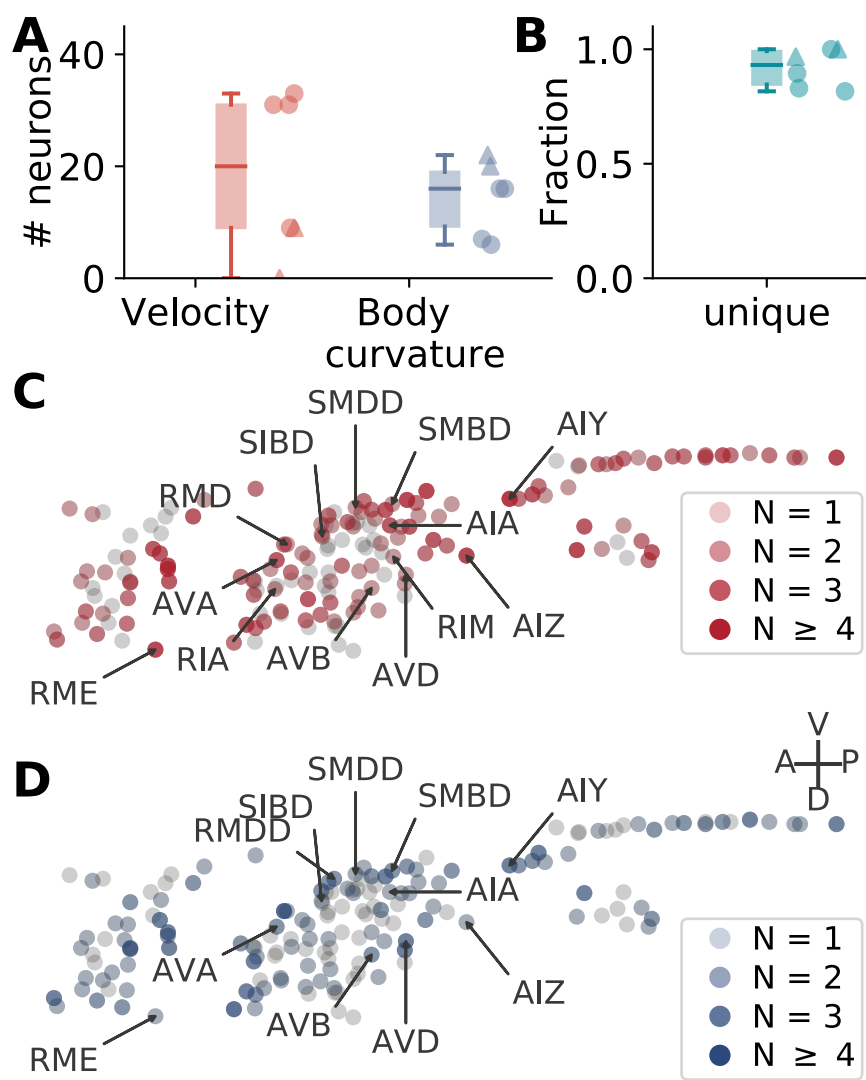 A
# neurons
40
20
0
Velocity
Body
curvature
B
Fraction
1.0
0.5
0.0
unique
C
SMDD
SIBD
SMBD
AIY
RMD
AIA
AVA
RIA
AVB
AVD
RIM
AIZ
RME
N = 1
N = 2
N = 3
N ≥ 4
V
A
P
D
D
SMDD
SIBD
SMBD
AIY
RMDD
AIA
AVA
AVB
AVD
AIZ
RME
N = 1
N = 2
N = 3
N ≥ 4